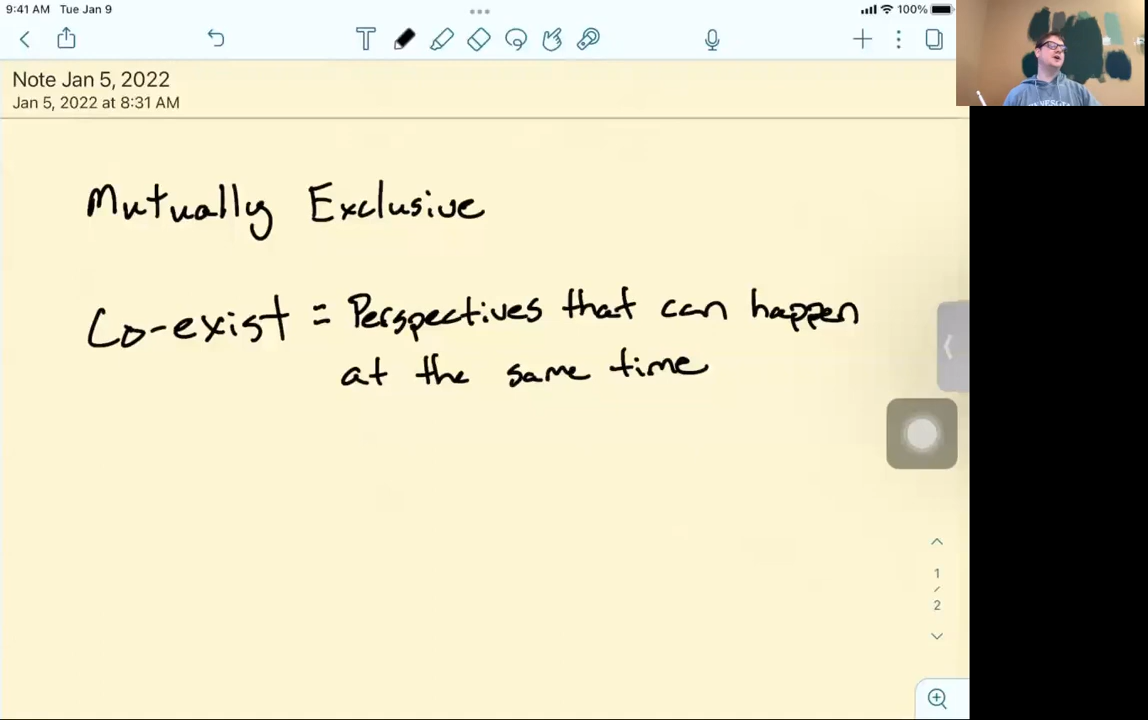 9:41 AM Tue Jan 9
100%
T
Note Jan 5, 2022
Jan 5, 2022 at 8:31 AM
Mutually Exclusive
Co-exist = Perspectives that can happen
at the same time
1
/
2